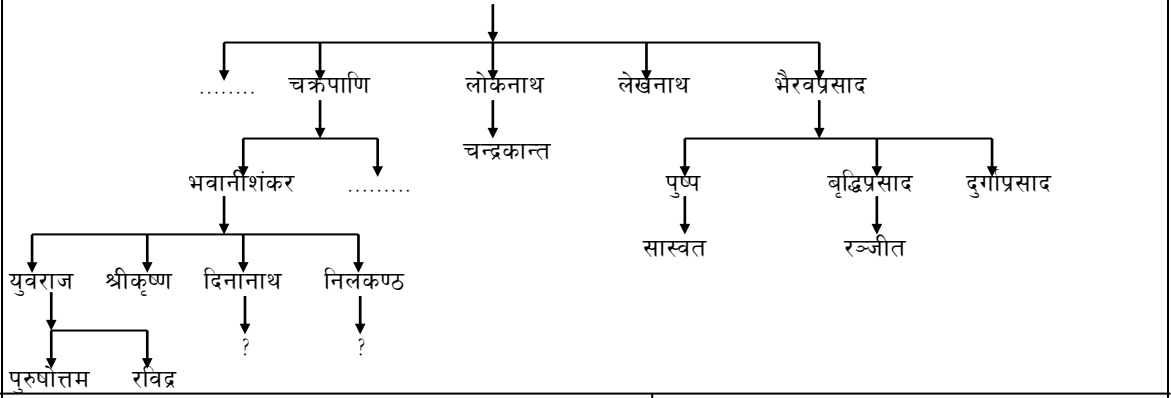 ........ चक्रपाणि लोकनाथ लेखनाथ भैरवप्रसाद
चन्द्रकान्त
भवानीशंकर ......... पुष्प बृद्धिप्रसाद दुर्गाप्रसाद
सास्वत रञ्जीत
युवराज श्रीकृष्ण दिनानाथ निलकण्ठ
? ?
पुरुषोत्तम रविद्र